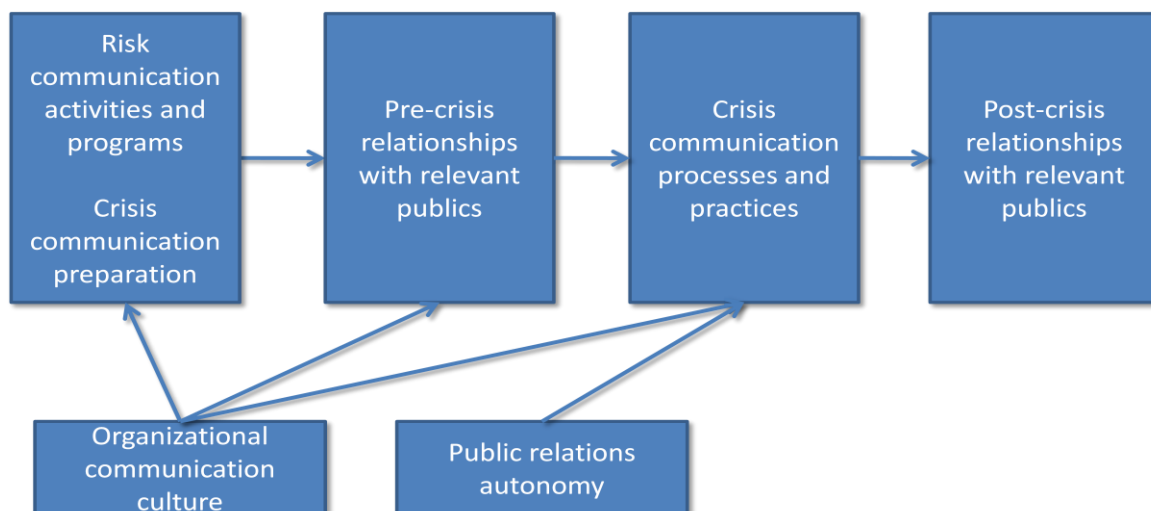 Risk
communication
activities and
programs
Crisis
communication
preparation
Pre-crisis
relationships
with relevant
publics
Crisis
communication
processes and
practices
Post-crisis
relationships
with relevant
publics
Organizational
communication
culture
Public relations
autonomy